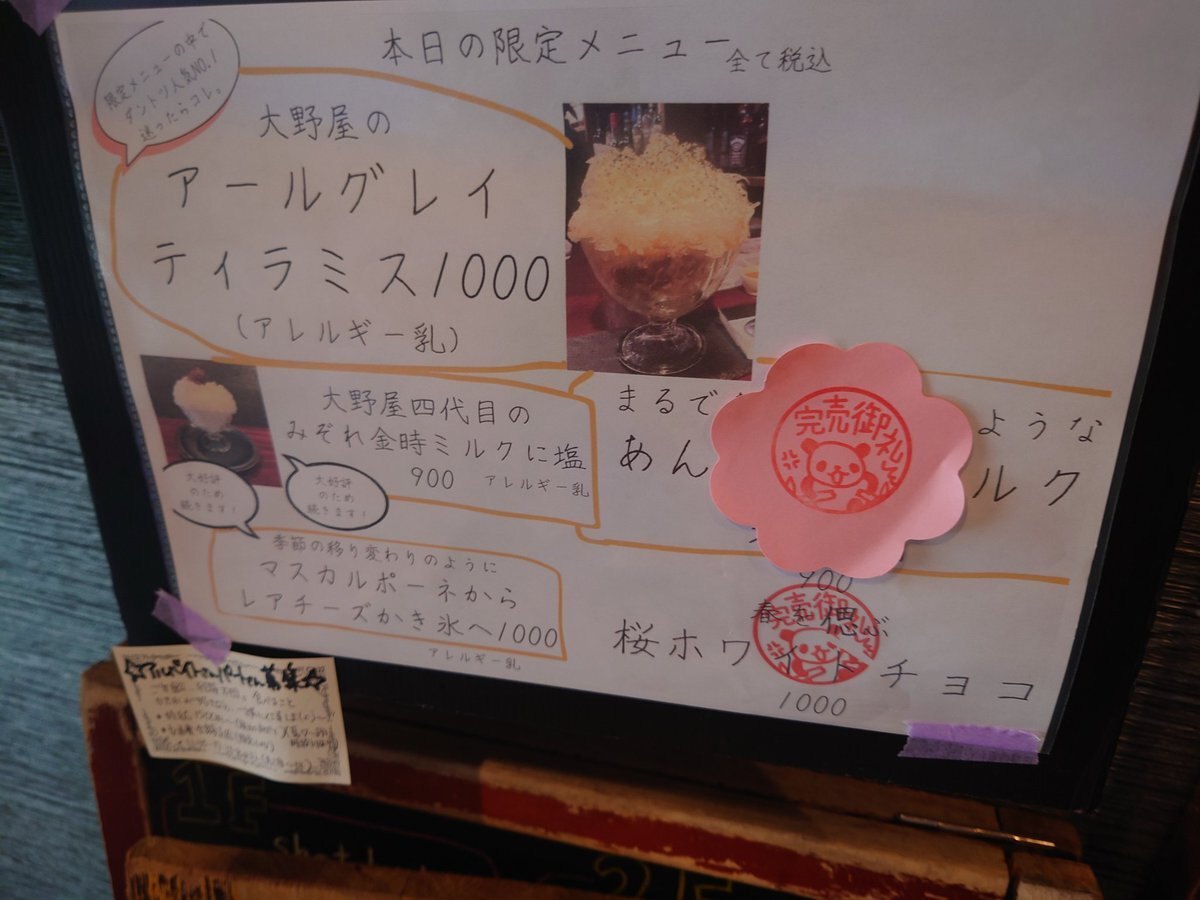 本日の限定メニュー 全て税込
限定メニューの中で
ダントツ人気NO.1
迷ったらコレ。
大野屋の
アールグレイ
ティラミス1000
(アレルギー乳)
大野屋四代目の
みぞれ金時ミルクに塩
900 アレルギー乳
大好評
のため
続きます!
大好評
のため
続きます!
まるで
ような
あん
ルク
完売御礼
900
季節の移り変わりのように
マスカルポーネから
レアチーズかき氷へ1000
アレルギー乳
春を偲ぶ
桜ホワイトチョコ
1000
完売御礼
募集
1F
2F